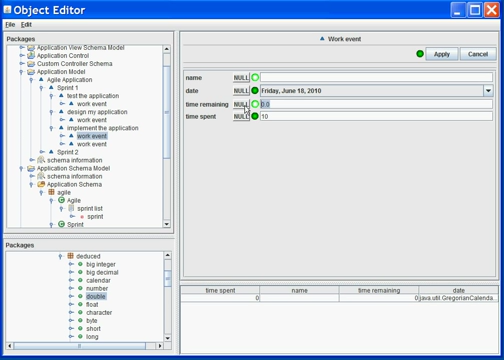 Object Editor
File Edit
Packages
Application View Schema Model
Application Control
Custom Controller Schema
Application Model
Agile Application
Sprint 1
test the application
work event
design my application
work event
implement the application
work event
work event
Sprint 2
schema information
Application Schema Model
schema information
Application Schema
agile
Agile
sprint list
sprint
Sprint
Packages
deduced
big integer
big decimal
calendar
number
double
float
character
byte
short
long
Work event
Apply Cancel
name NULL
date NULL Friday, June 18, 2010
time remaining NULL 0.0
time spent NULL 10
time spent name time remaining date
0 0 java.util.GregorianCalenda...